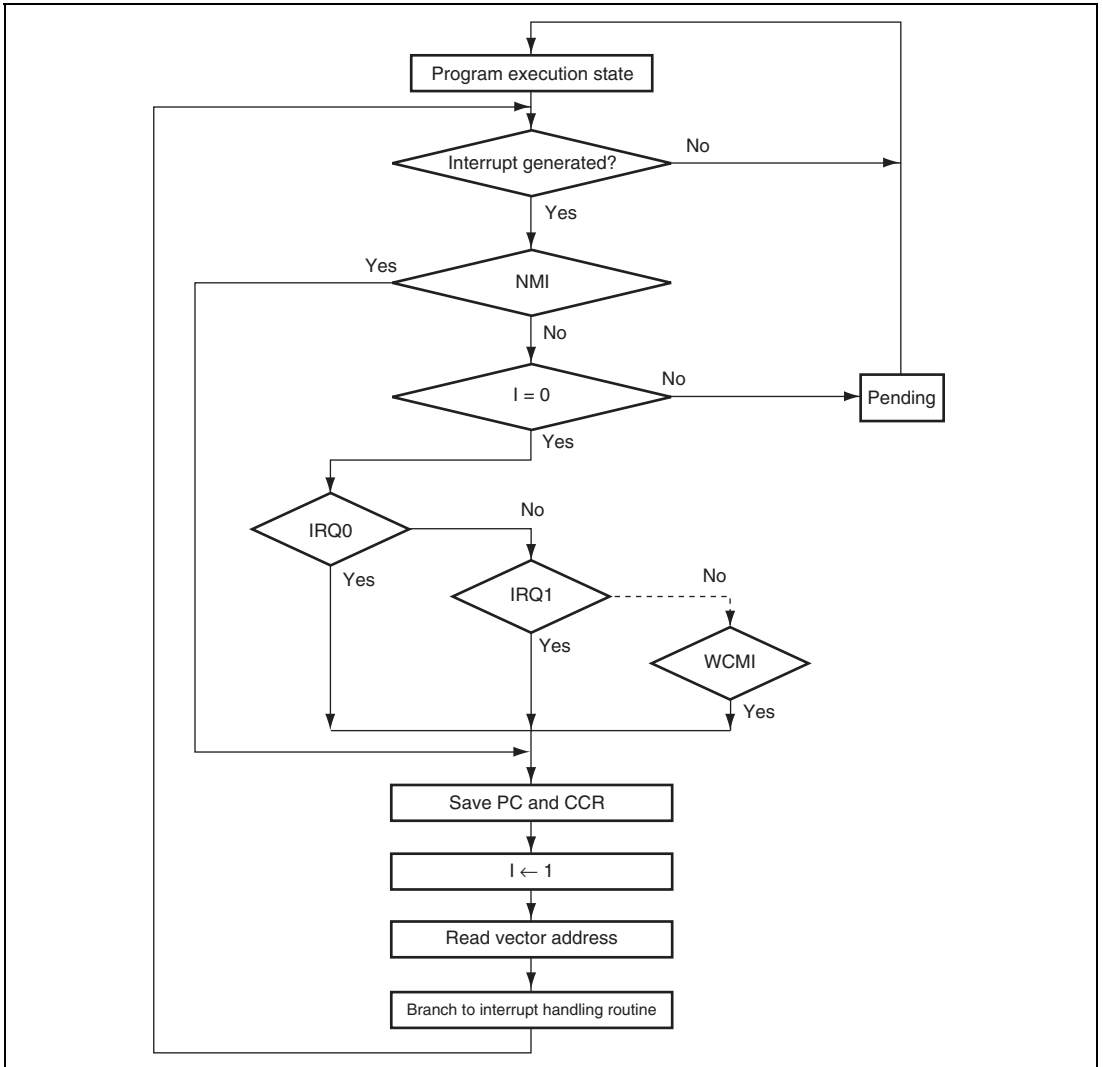 Program execution state
Interrupt generated?
No
Yes
Yes
NMI
No
I = 0
No
Pending
Yes
IRQ0
No
Yes
IRQ1
No
Yes
WCMI
Yes
Save PC and CCR
I ← 1
Read vector address
Branch to interrupt handling routine